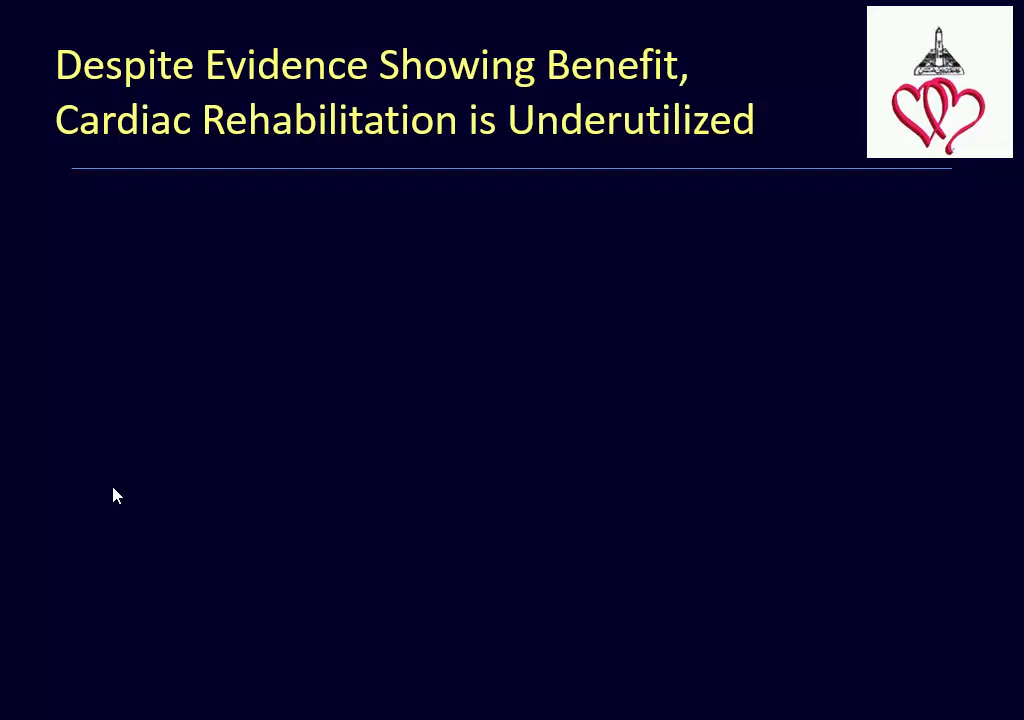 Despite Evidence Showing Benefit,
Cardiac Rehabilitation is Underutilized